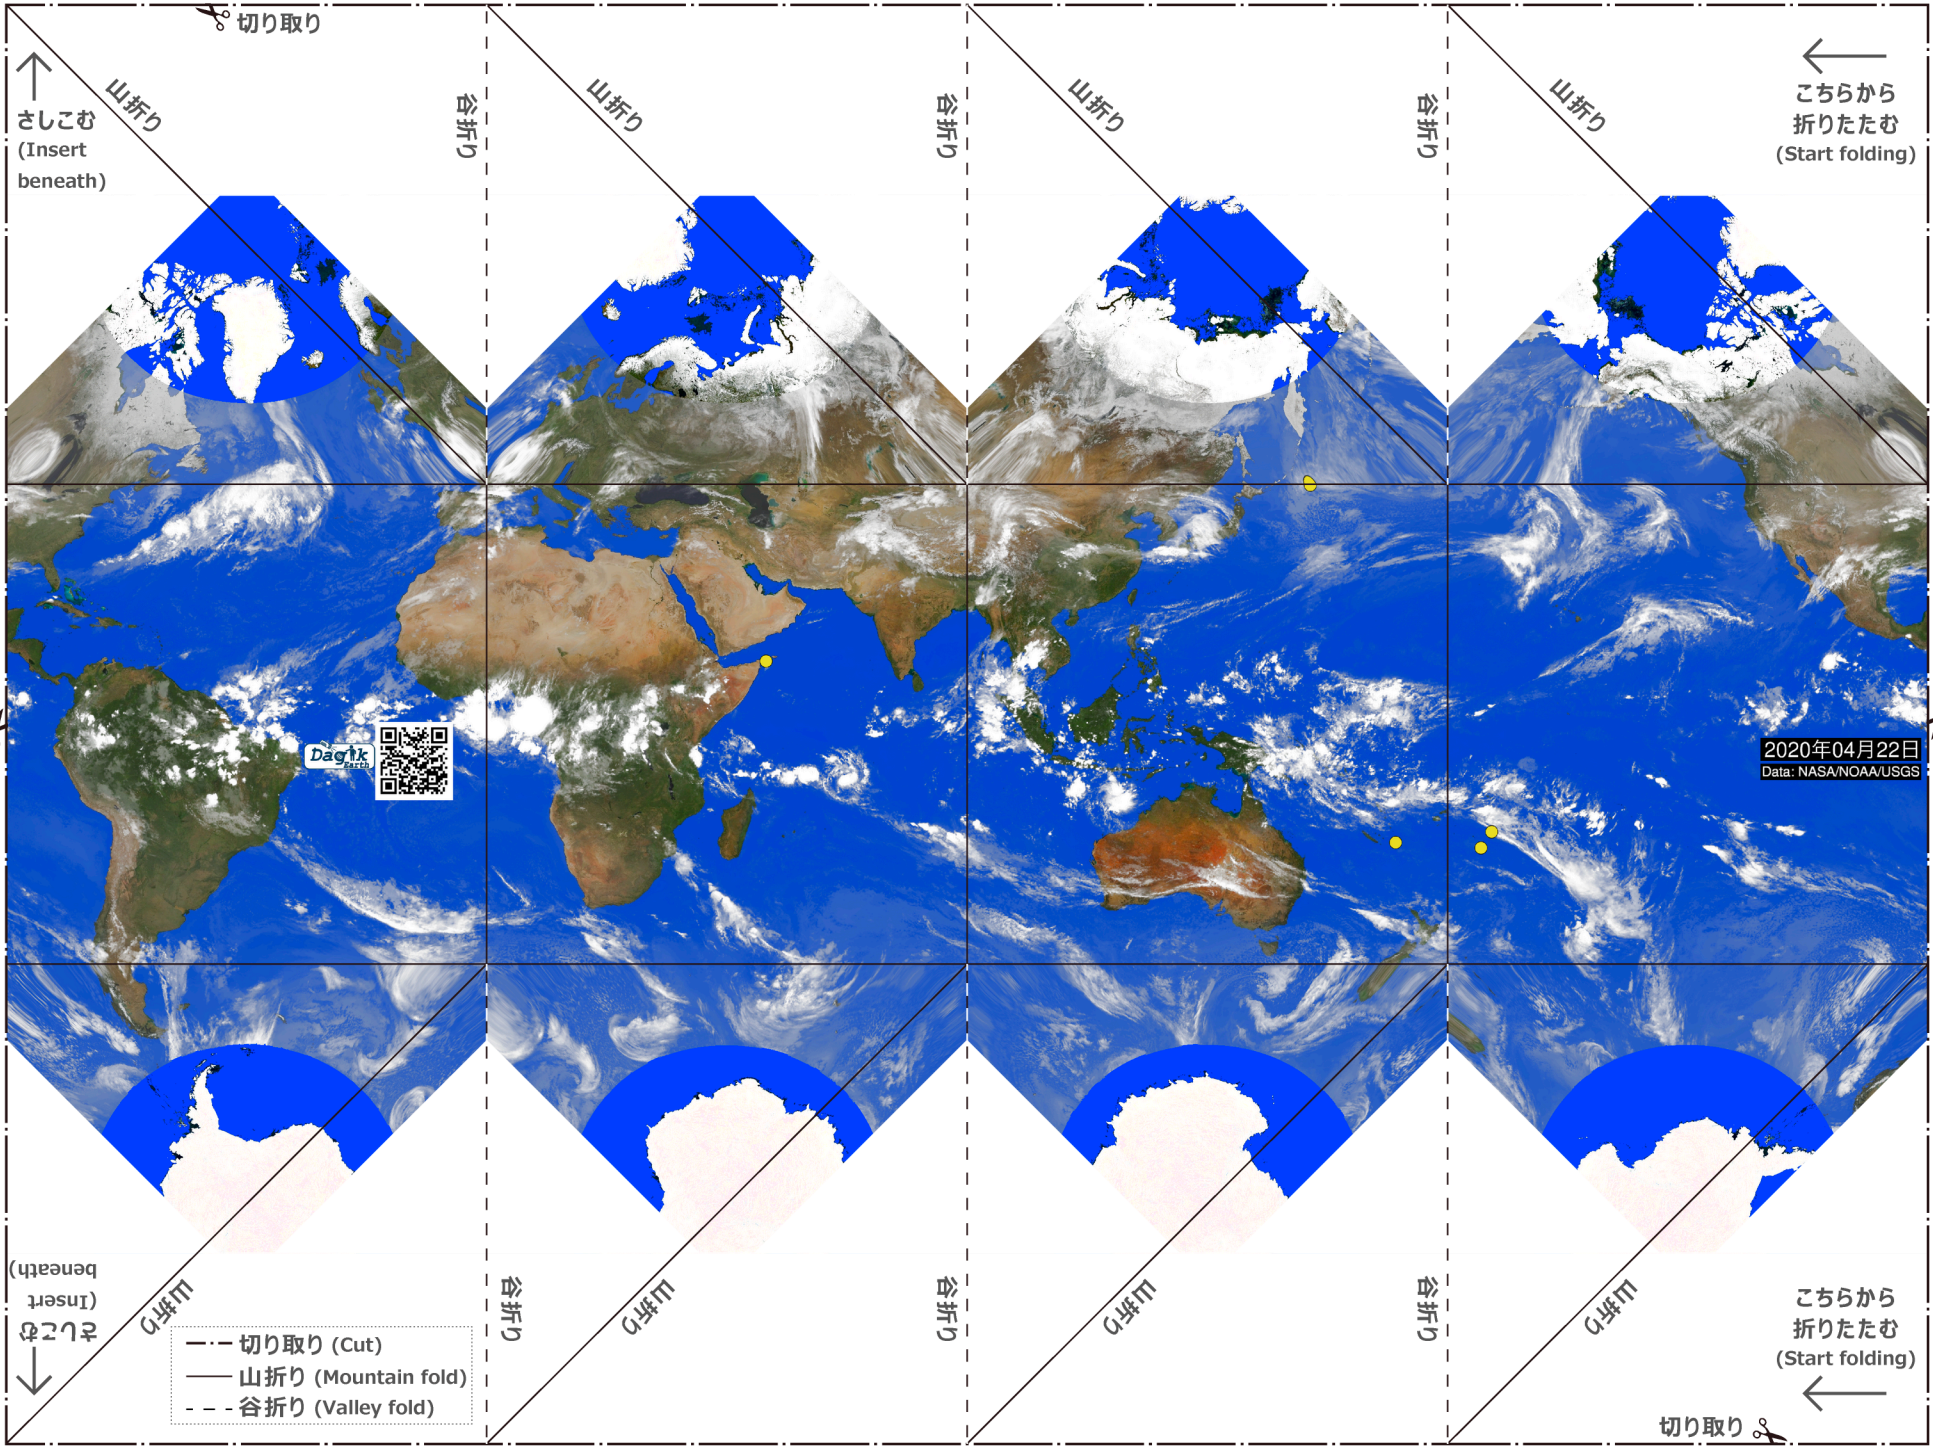 切り取り
山折り
山折り
山折り
山折り
谷折り
谷折り
谷折り
さしこむ
(Insert
beneath)
こちらから
折りたたむ
(Start folding)
Dagik
Earth
2020年04月22日
Data: NASA/NOAA/USGS
さしこむ
(Insert
beneath)
山折り
山折り
山折り
山折り
谷折り
谷折り
谷折り
こちらから
折りたたむ
(Start folding)
切り取り (Cut)
山折り (Mountain fold)
谷折り (Valley fold)
切り取り